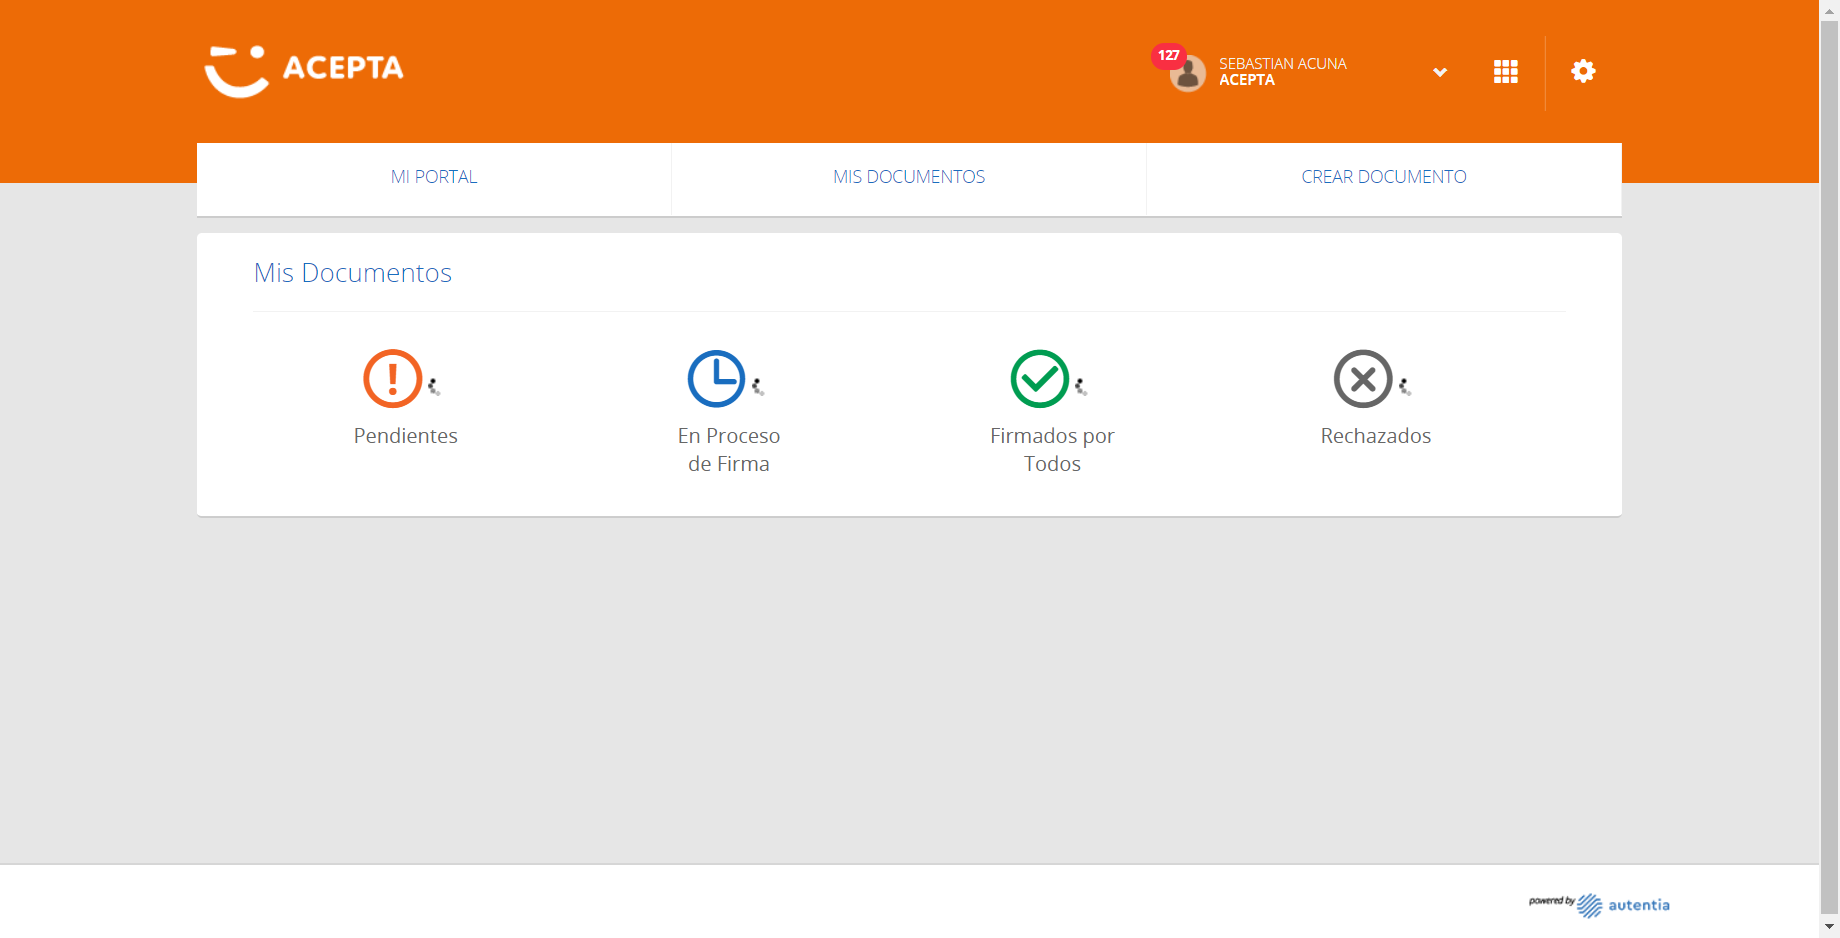 ACEPTA
127
SEBASTIAN ACUNA
ACEPTA
MI PORTAL
MIS DOCUMENTOS
CREAR DOCUMENTO
Mis Documentos
Pendientes
En Proceso
de Firma
Firmados por
Todos
Rechazados
powered by autentia